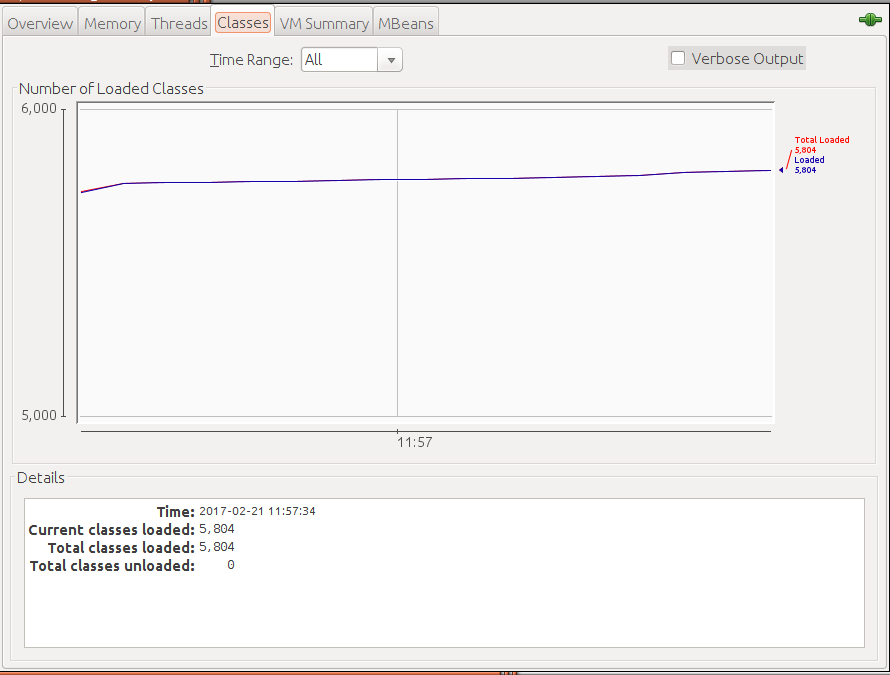 Overview Memory Threads Classes VM Summary MBeans
Time Range: All Verbose Output
Number of Loaded Classes
6,000
Total Loaded
5,804
Loaded
5,804
5,000
11:57
Details
Time: 2017-02-21 11:57:34
Current classes loaded: 5,804
Total classes loaded: 5,804
Total classes unloaded: 0